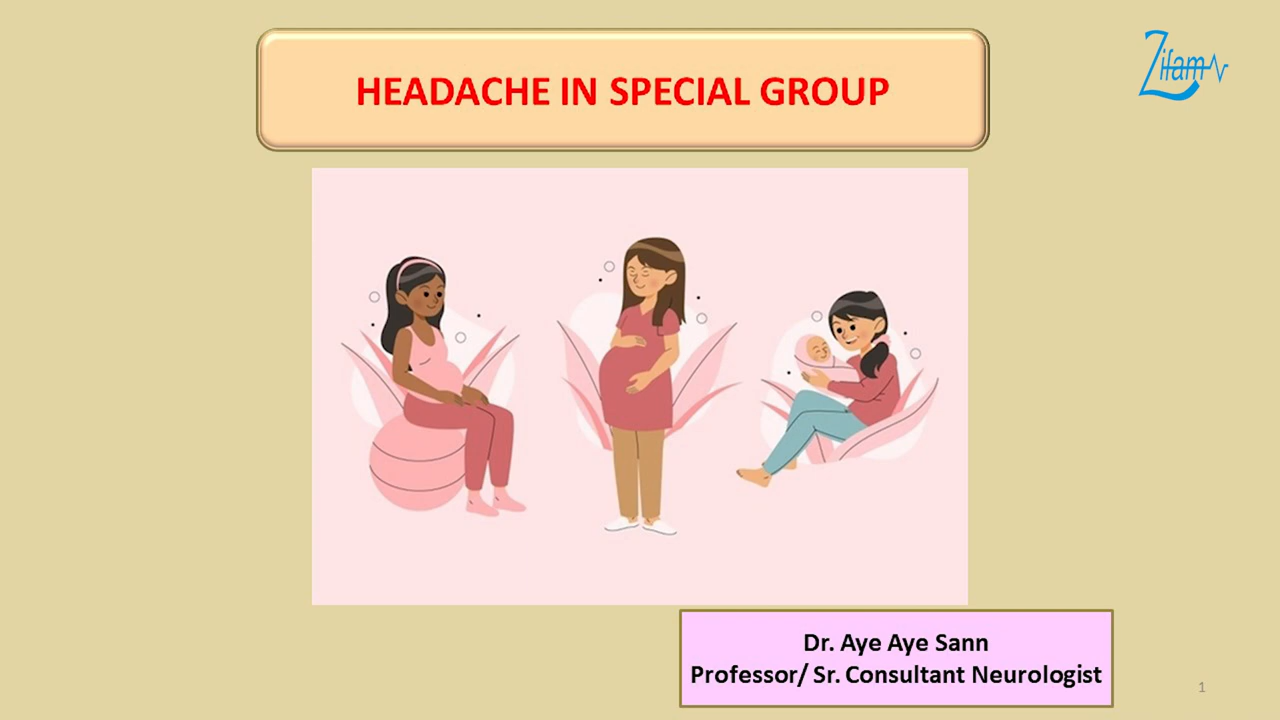 HEADACHE IN SPECIAL GROUP
Zifam
Dr. Aye Aye Sann
Professor/ Sr. Consultant Neurologist
1